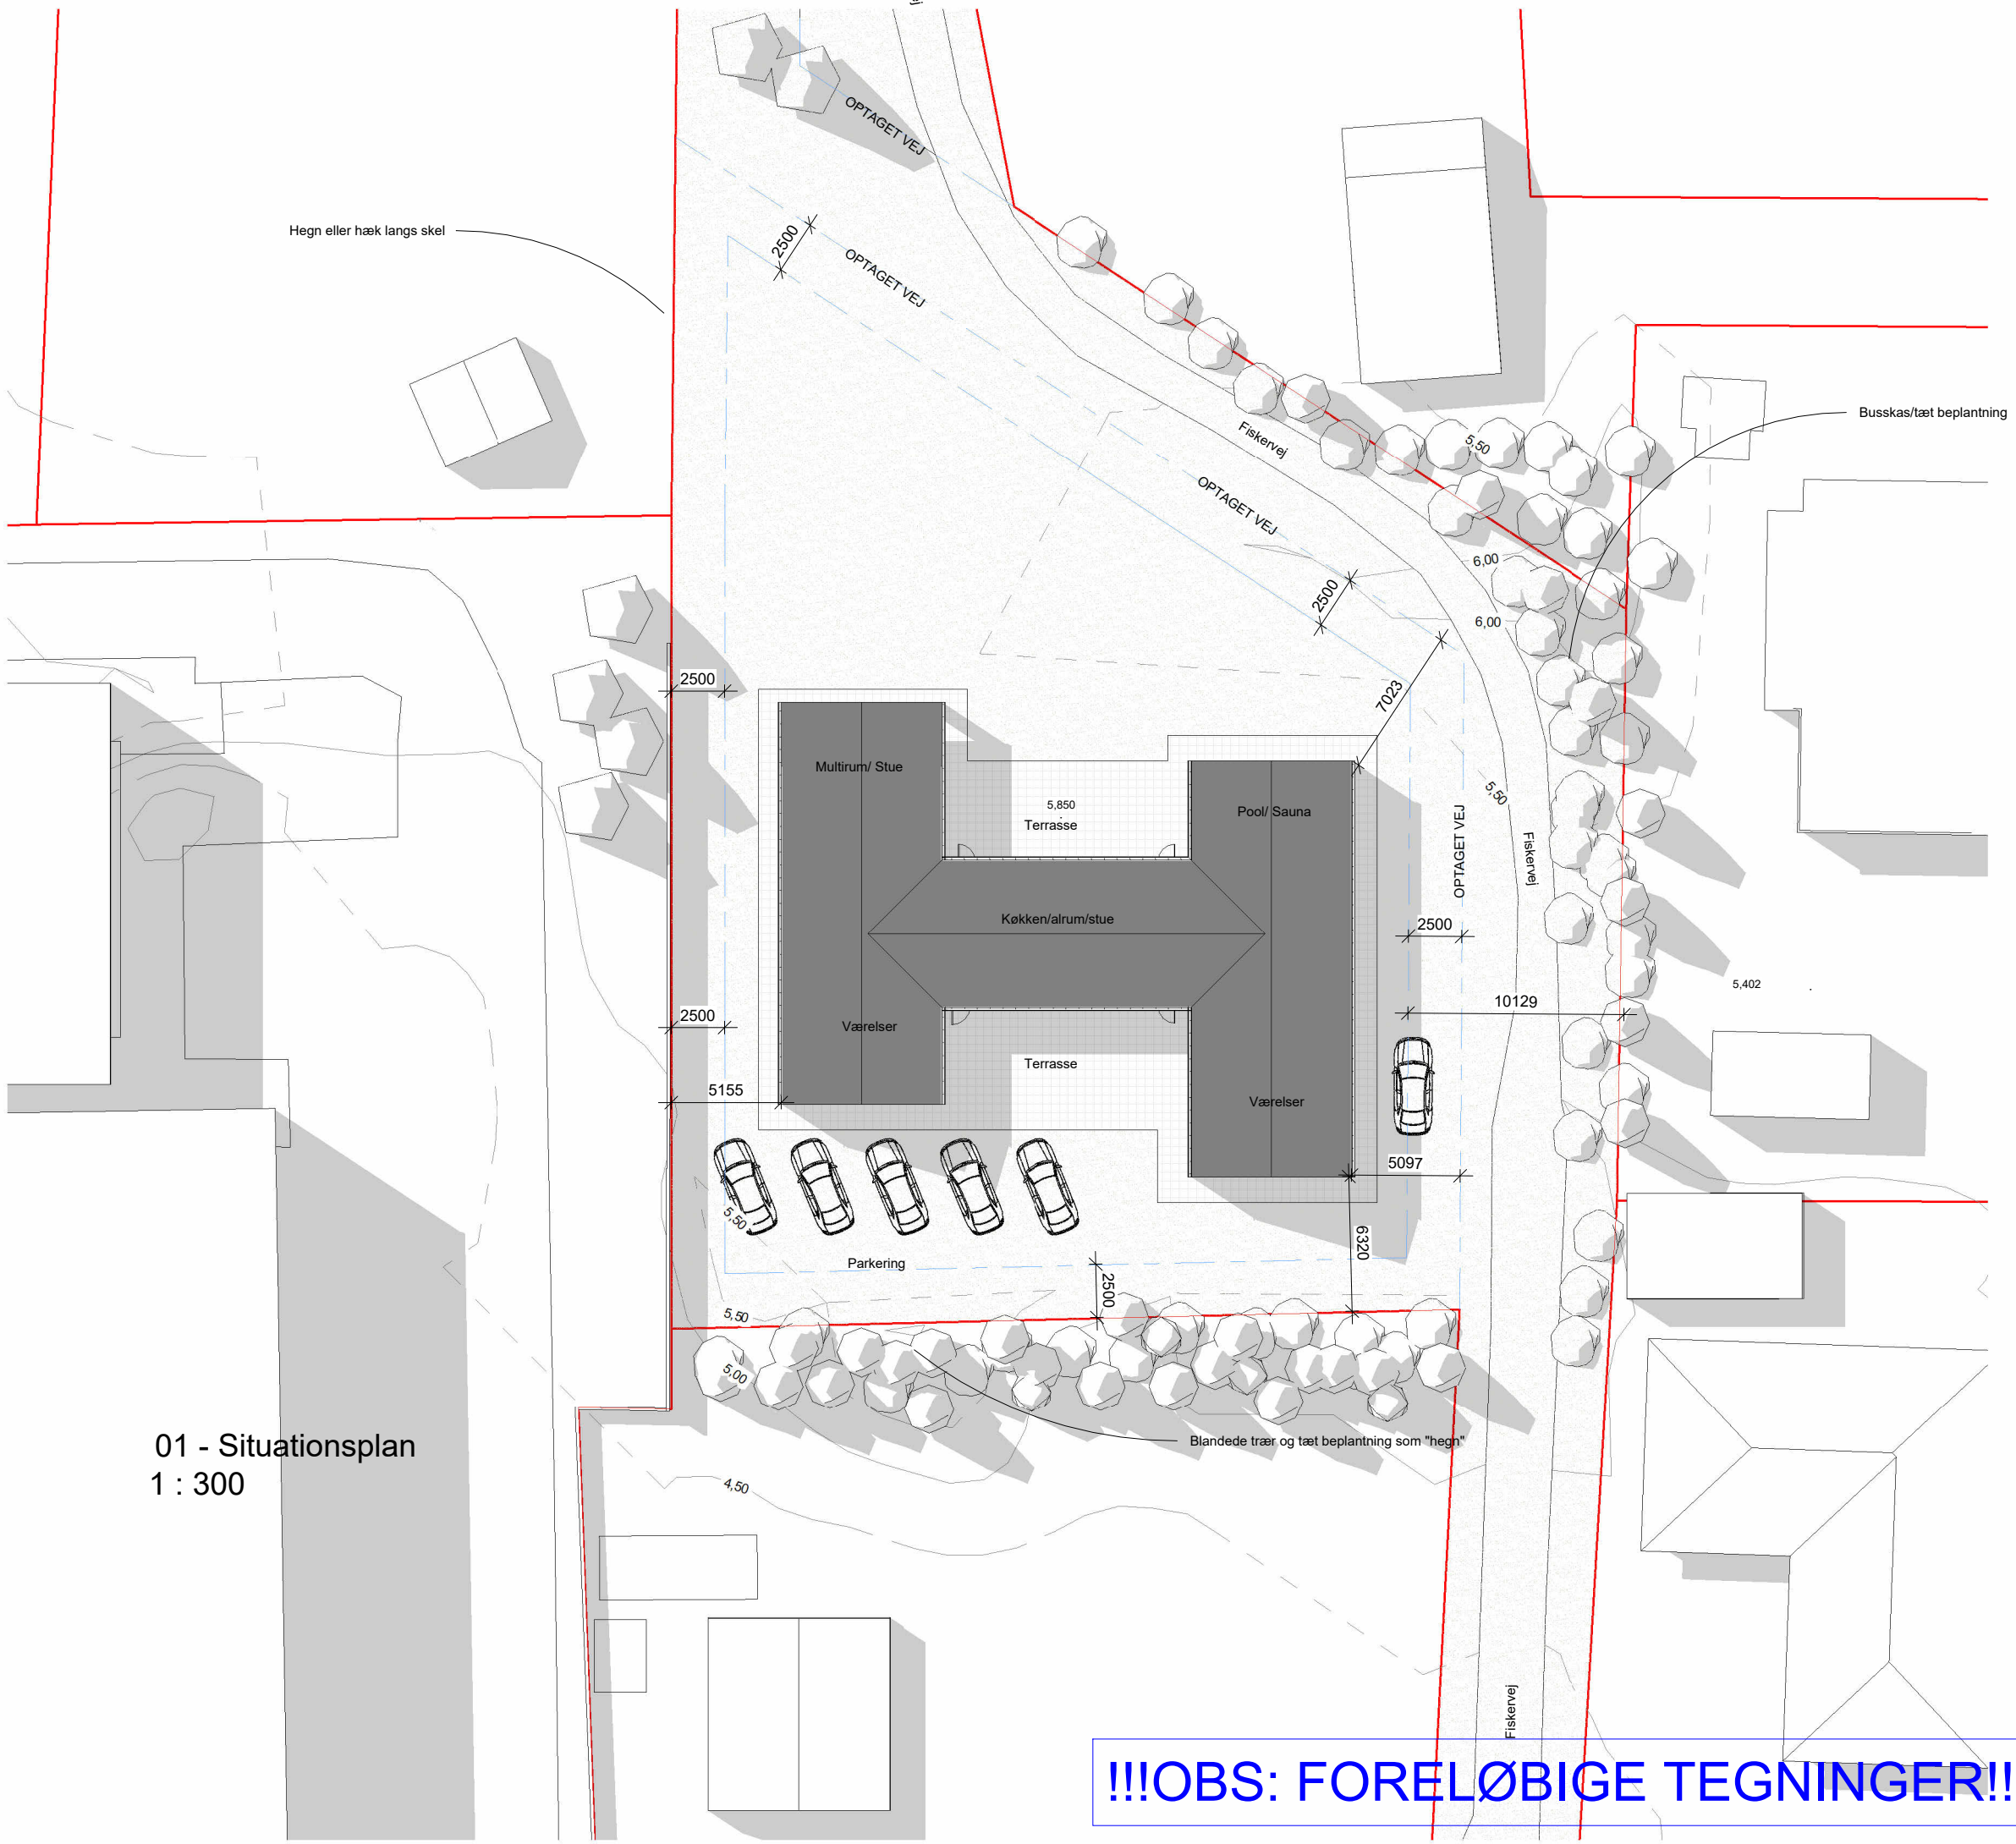 OPTAGET VEJ
Hegn eller hæk langs skel
2500
OPTAGET VEJ
Busskas/tæt beplantning
Fiskervej
5,50
OPTAGET VEJ
6,00
2500
6,00
2500
7023
Multirum/ Stue
5,50
5,850
Terrasse
Pool/ Sauna
OPTAGET VEJ
Fiskervej
Køkken/alrum/stue
2500
5,402
10129
2500
Værelser
Terrasse
5155
Værelser
5097
5,50
6320
Parkering
2500
5,50
5,00
01 - Situationsplan
1 : 300
Blandede trær og tæt beplantning som "hegn"
4,50
Fiskervej
!!!OBS: FORELØBIGE TEGNINGER!!